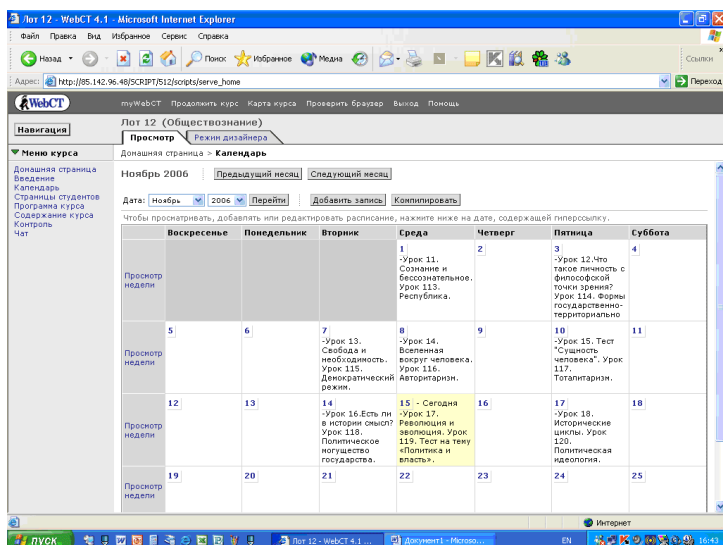 Лот 12 - WebCT 4.1 - Microsoft Internet Explorer
Файл Правка Вид Избранное Сервис Справка
Назад Поиск Избранное Медиа Ссылки
Адрес: http://85.142.96.48/SCRIPT/512/scripts/serve_home Переход
WebCT myWebCT Продолжить курс Карта курса Проверить браузер Выход Помощь
Навигация
Лот 12 (Обществознание)
Просмотр Режим дизайнера
Меню курса
Домашняя страница > Календарь
Домашняя страница
Введение
Календарь
Страницы студентов
Программа курса
Содержание курса
Контроль
Чат
Ноябрь 2006 Предыдущий месяц Следующий месяц
Дата: Ноябрь 2006 Перейти Добавить запись Компилировать
Чтобы просматривать, добавлять или редактировать расписание, нажмите ниже на дате, содержащей гиперссылку.
Воскресенье Понедельник Вторник Среда Четверг Пятница Суббота
Просмотр
недели
1
-Урок 11.
Сознание и
бессознательное.
Урок 113.
Республика.
2
3
-Урок 12.Что
такое личность с
философской
точки зрения?
Урок 114. Формы
государственно-
территориально
4
Просмотр
недели
5
6
7
-Урок 13.
Свобода и
необходимость.
Урок 115.
Демократический
режим.
8
-Урок 14.
Вселенная
вокруг человека.
Урок 116.
Авторитаризм.
9
10
-Урок 15. Тест
"Сущность
человека". Урок
117.
Тоталитаризм.
11
Просмотр
недели
12
13
14
-Урок 16.Есть ли
в истории смысл?
Урок 118.
Политическое
могущество
государства.
15 - Сегодня
-Урок 17.
Революция и
эволюция. Урок
119. Тест на тему
«Политика и
власть».
16
17
-Урок 18.
Исторические
циклы. Урок
120.
Политическая
идеология.
18
Просмотр
недели
19
20
21
22
23
24
25
Интернет
пуск Лот 12 - WebCT 4.1 ... Документ1 - Microso... EN 16:43